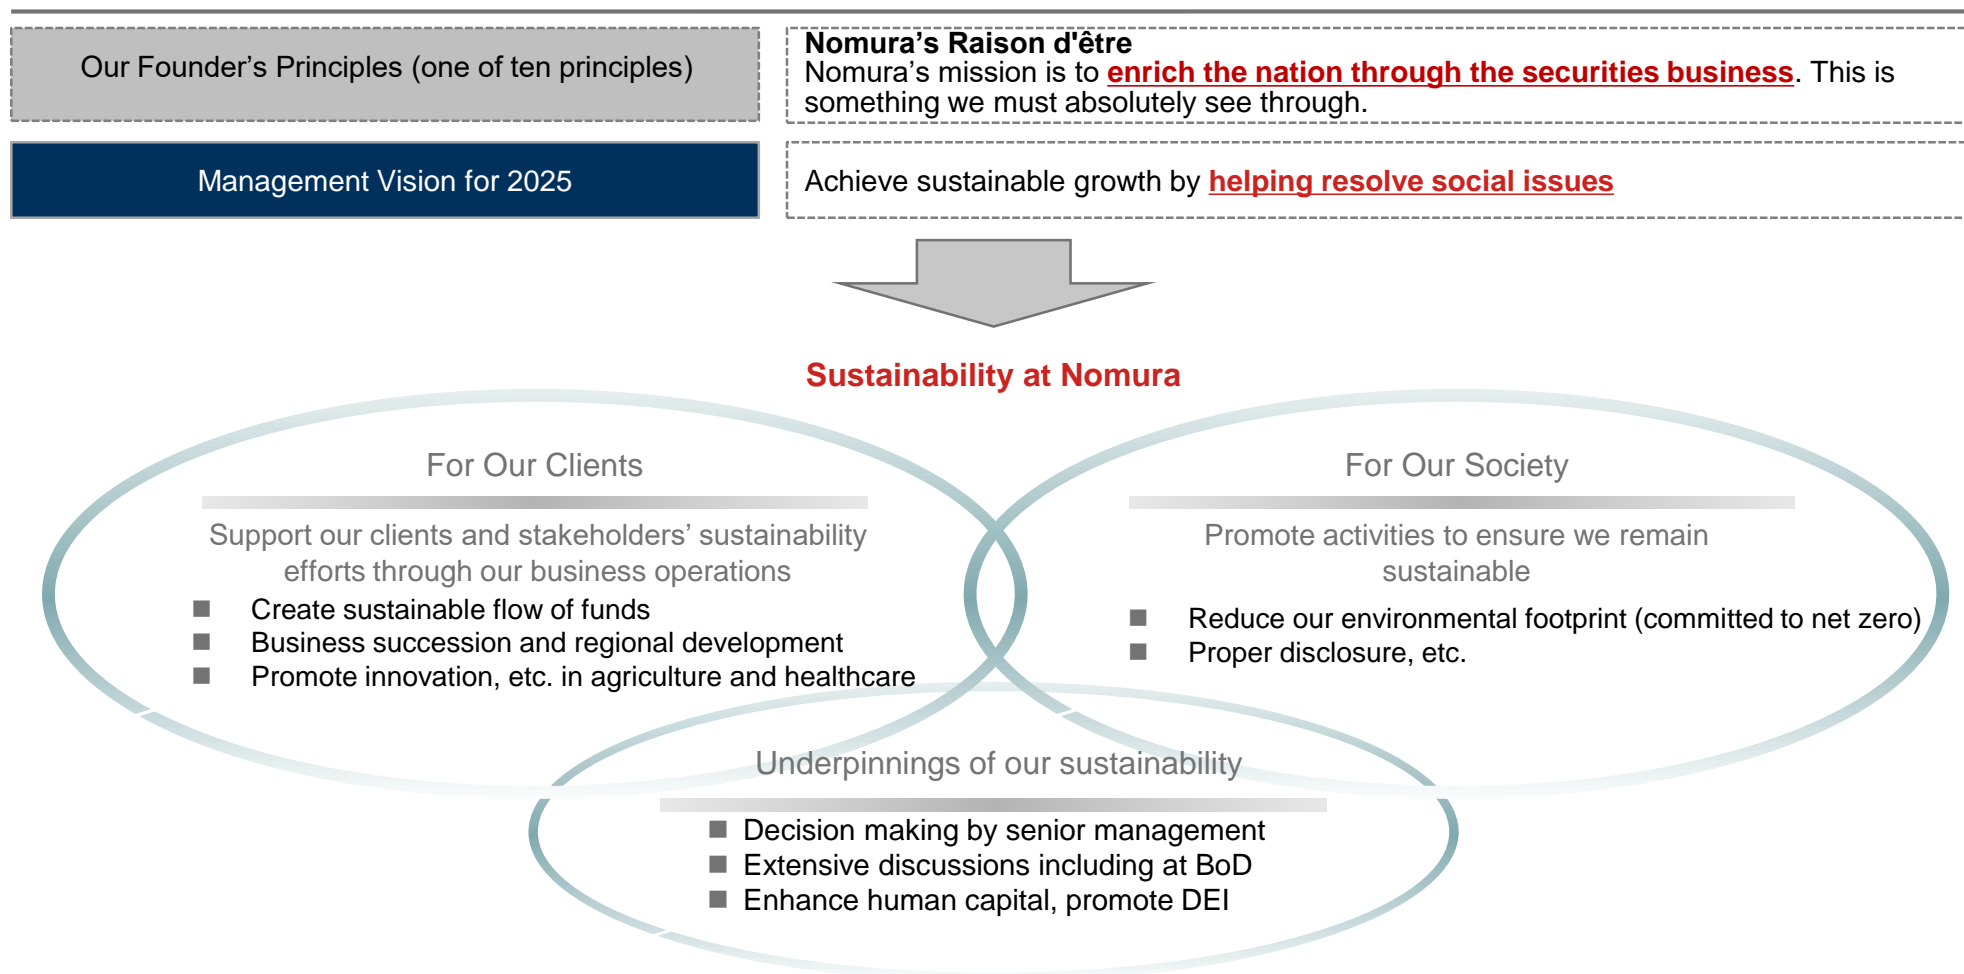 Our Founder’s Principles (one of ten principles)
Nomura’s Raison d'être
Nomura’s mission is to enrich the nation through the securities business. This is
something we must absolutely see through.
Management Vision for 2025
Achieve sustainable growth by helping resolve social issues
Sustainability at Nomura
For Our Clients
Support our clients and stakeholders’ sustainability
efforts through our business operations
■ Create sustainable flow of funds
■ Business succession and regional development
■ Promote innovation, etc. in agriculture and healthcare
For Our Society
Promote activities to ensure we remain
sustainable
■ Reduce our environmental footprint (committed to net zero)
■ Proper disclosure, etc.
Underpinnings of our sustainability
■ Decision making by senior management
■ Extensive discussions including at BoD
■ Enhance human capital, promote DEI